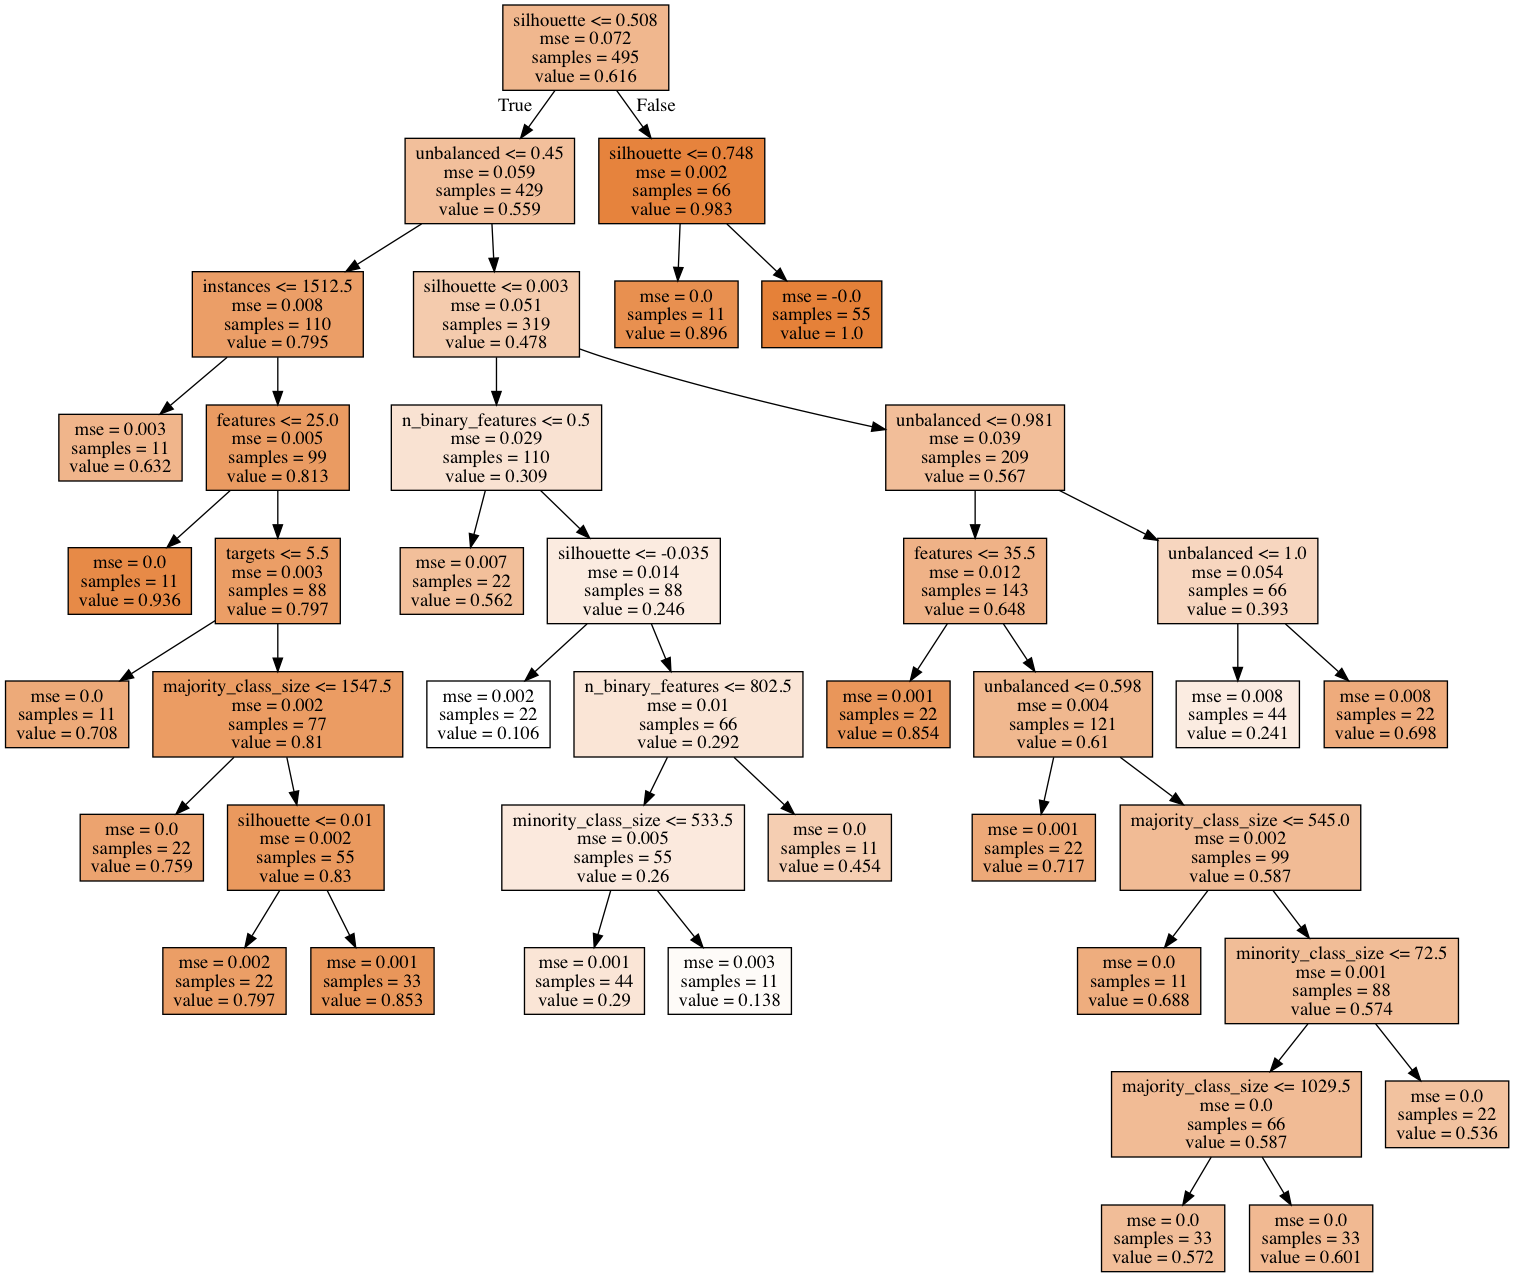 silhouette <= 0.508
mse = 0.072
samples = 495
value = 0.616
True
False
unbalanced <= 0.45
mse = 0.059
samples = 429
value = 0.559
silhouette <= 0.748
mse = 0.002
samples = 66
value = 0.983
instances <= 1512.5
mse = 0.008
samples = 110
value = 0.795
silhouette <= 0.003
mse = 0.051
samples = 319
value = 0.478
mse = 0.0
samples = 11
value = 0.896
mse = -0.0
samples = 55
value = 1.0
mse = 0.003
samples = 11
value = 0.632
features <= 25.0
mse = 0.005
samples = 99
value = 0.813
n_binary_features <= 0.5
mse = 0.029
samples = 110
value = 0.309
unbalanced <= 0.981
mse = 0.039
samples = 209
value = 0.567
mse = 0.0
samples = 11
value = 0.936
targets <= 5.5
mse = 0.003
samples = 88
value = 0.797
mse = 0.007
samples = 22
value = 0.562
silhouette <= -0.035
mse = 0.014
samples = 88
value = 0.246
features <= 35.5
mse = 0.012
samples = 143
value = 0.648
unbalanced <= 1.0
mse = 0.054
samples = 66
value = 0.393
mse = 0.0
samples = 11
value = 0.708
majority_class_size <= 1547.5
mse = 0.002
samples = 77
value = 0.81
mse = 0.002
samples = 22
value = 0.106
n_binary_features <= 802.5
mse = 0.01
samples = 66
value = 0.292
mse = 0.001
samples = 22
value = 0.854
unbalanced <= 0.598
mse = 0.004
samples = 121
value = 0.61
mse = 0.008
samples = 44
value = 0.241
mse = 0.008
samples = 22
value = 0.698
mse = 0.0
samples = 22
value = 0.759
silhouette <= 0.01
mse = 0.002
samples = 55
value = 0.83
minority_class_size <= 533.5
mse = 0.005
samples = 55
value = 0.26
mse = 0.0
samples = 11
value = 0.454
mse = 0.001
samples = 22
value = 0.717
majority_class_size <= 545.0
mse = 0.002
samples = 99
value = 0.587
mse = 0.002
samples = 22
value = 0.797
mse = 0.001
samples = 33
value = 0.853
mse = 0.001
samples = 44
value = 0.29
mse = 0.003
samples = 11
value = 0.138
mse = 0.0
samples = 11
value = 0.688
minority_class_size <= 72.5
mse = 0.001
samples = 88
value = 0.574
majority_class_size <= 1029.5
mse = 0.0
samples = 66
value = 0.587
mse = 0.0
samples = 22
value = 0.536
mse = 0.0
samples = 33
value = 0.572
mse = 0.0
samples = 33
value = 0.601